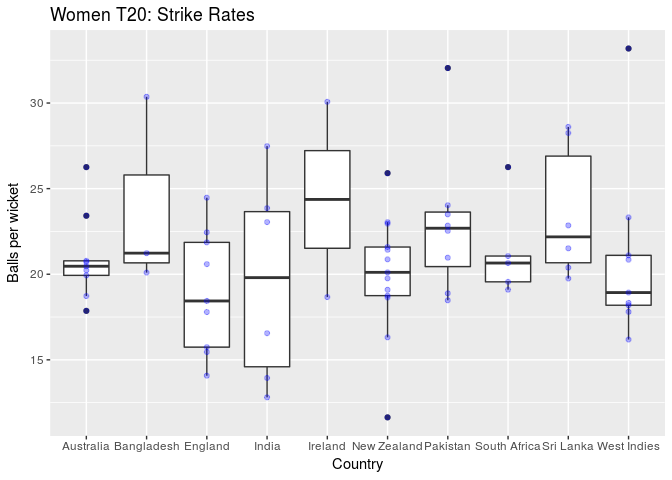 Women T20: Strike Rates
Balls per wicket
30
25
20
15
Australia Bangladesh England India Ireland New Zealand Pakistan South Africa Sri Lanka West Indies
Country